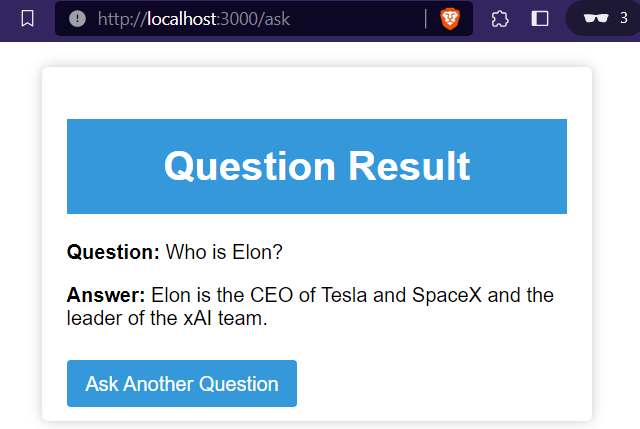 http://localhost:3000/ask
3
Question Result
Question: Who is Elon?
Answer: Elon is the CEO of Tesla and SpaceX and the
leader of the xAI team.
Ask Another Question